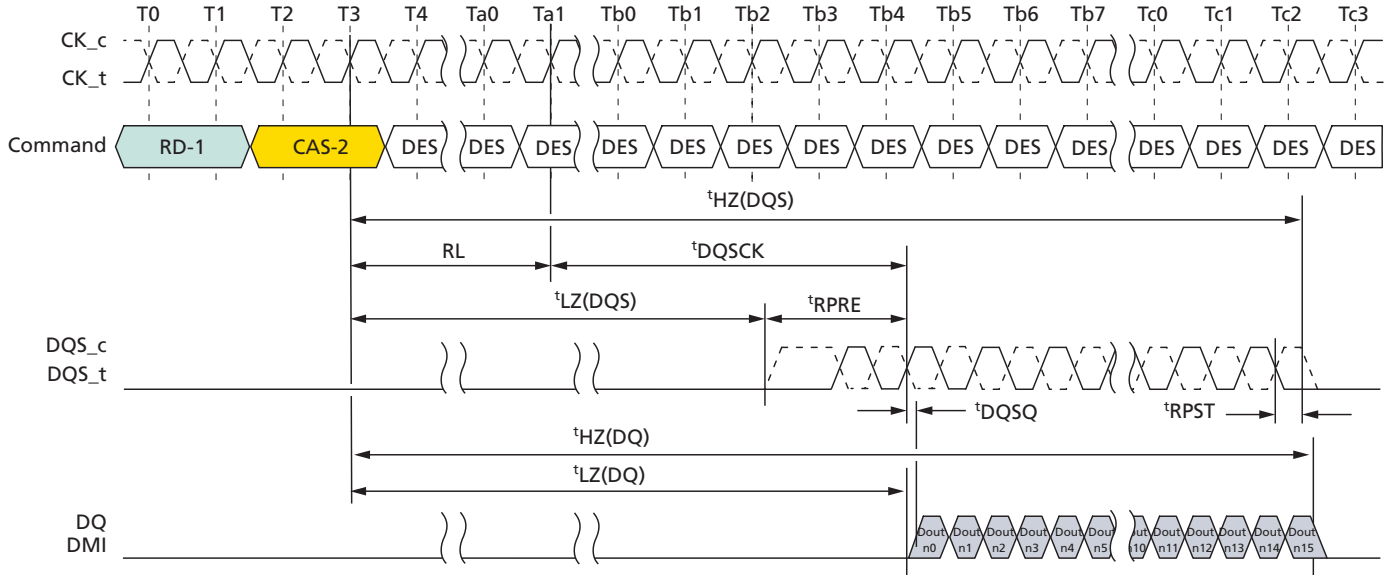 T0 T1 T2 T3 T4 Ta0 Ta1 Tb0 Tb1 Tb2 Tb3 Tb4 Tb5 Tb6 Tb7 Tc0 Tc1 Tc2 Tc3
CK_c
CK_t
Command RD-1 CAS-2 DES DES DES DES DES DES DES DES DES DES DES DES DES DES DES
tHZ(DQS)
RL tDQSCK
tLZ(DQS) tRPRE
DQS_c
DQS_t
tDQSQ tRPST
tHZ(DQ)
tLZ(DQ)
DQ
DMI
Dout Dout Dout Dout Dout Dout out Dout Dout Dout Dout Dout
n0 n1 n2 n3 n4 n5 n10 n11 n12 n13 n14 n15